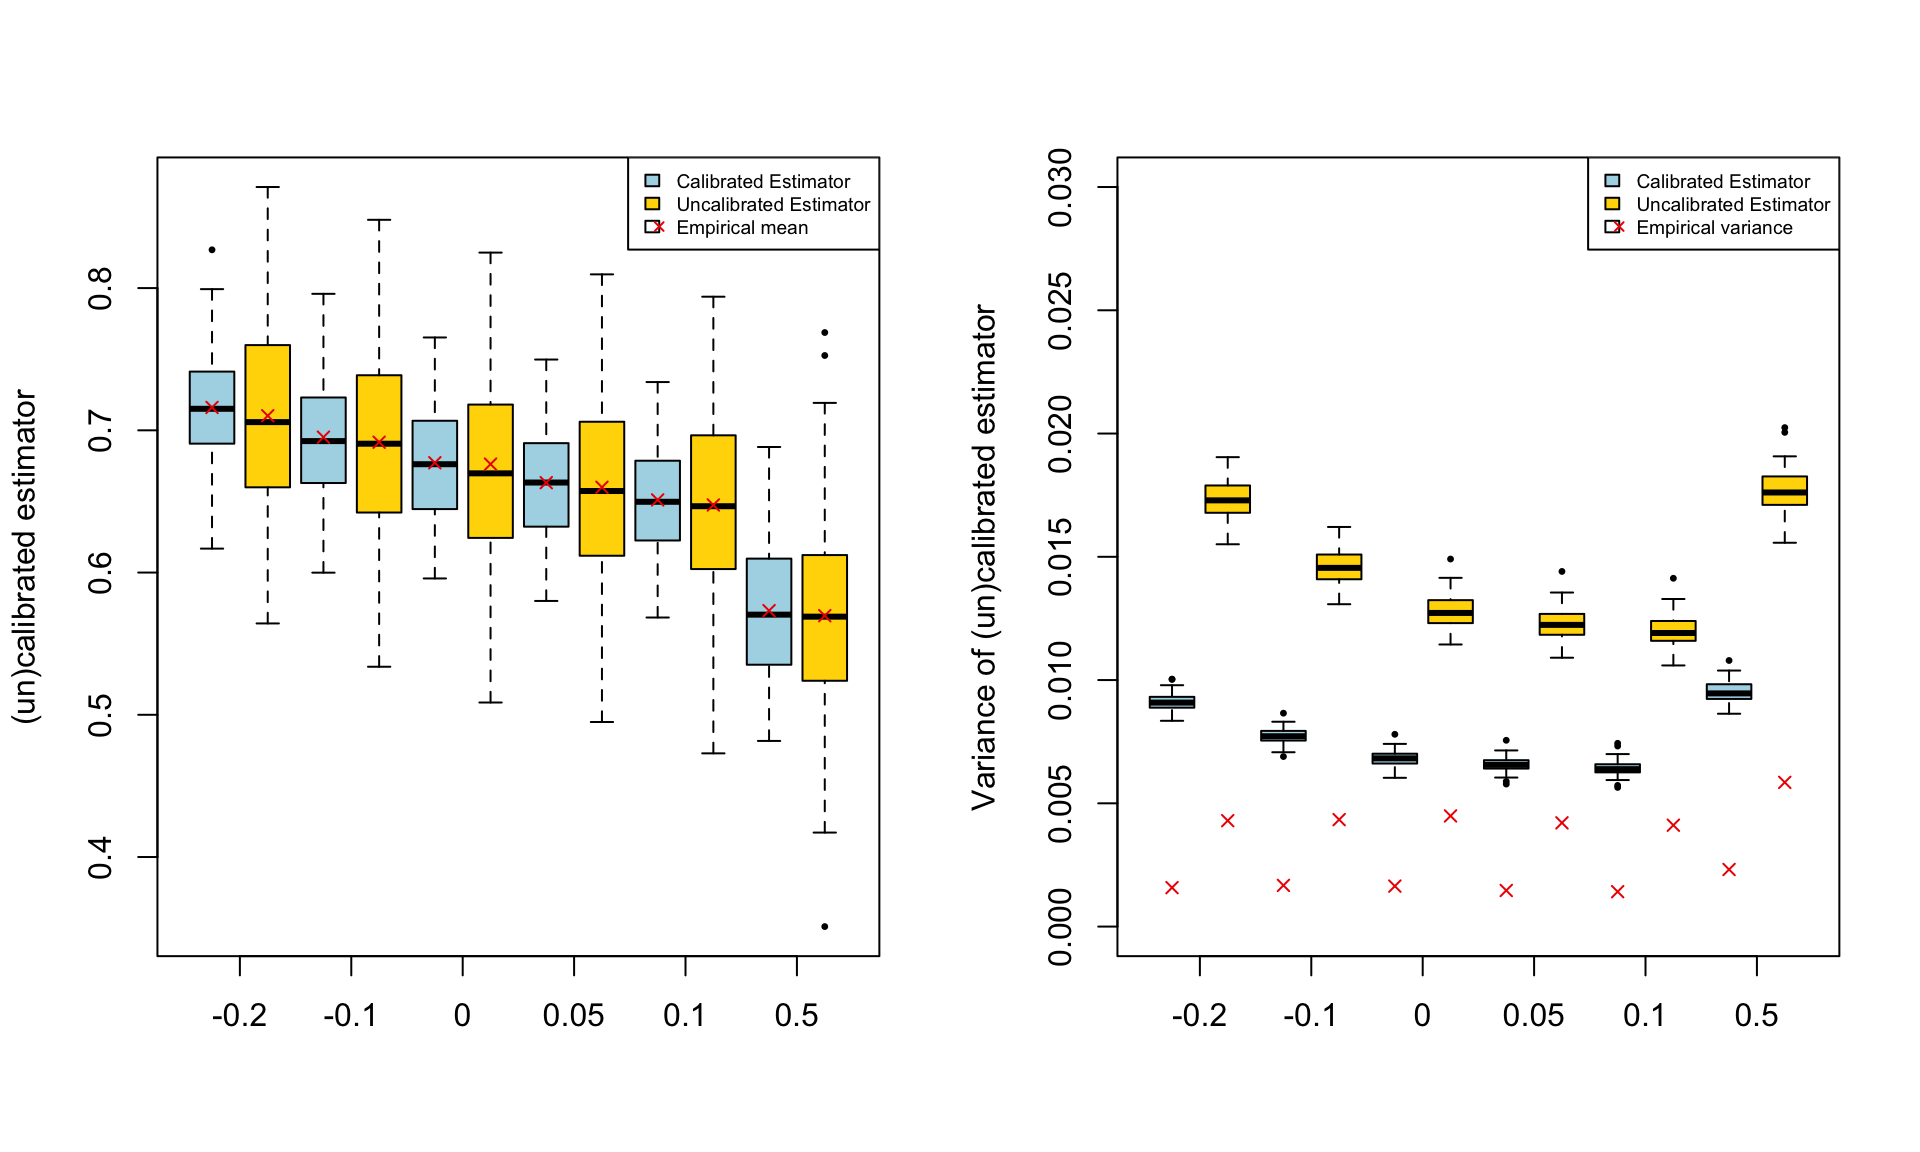 (un)calibrated estimator
0.8
0.7
0.6
0.5
0.4
Calibrated Estimator
Uncalibrated Estimator
Empirical mean
-0.2 -0.1 0 0.05 0.1 0.5
Variance of (un)calibrated estimator
0.030
0.025
0.020
0.015
0.010
0.005
0.000
Calibrated Estimator
Uncalibrated Estimator
Empirical variance
-0.2 -0.1 0 0.05 0.1 0.5